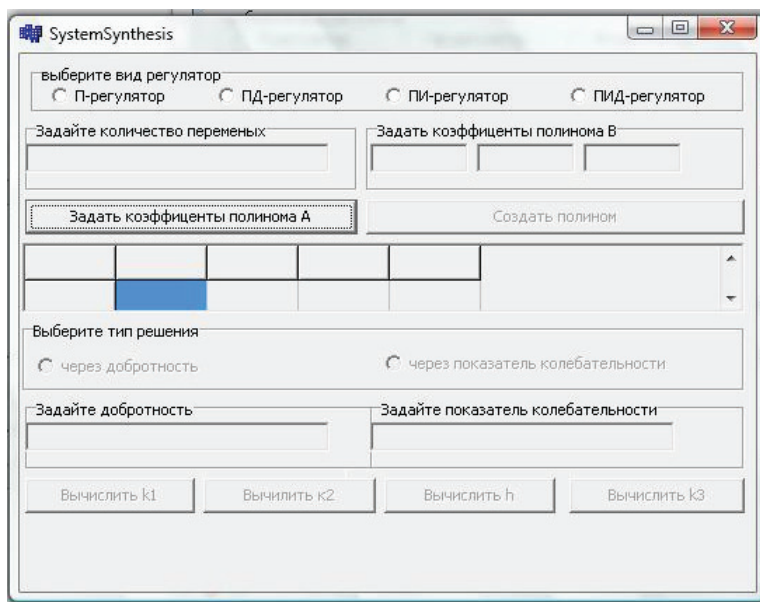 SystemSynthesis
выберите вид регулятор
П-регулятор ПД-регулятор ПИ-регулятор ПИД-регулятор
Задайте количество переменых Задать коэффиценты полинома В
Задать коэффиценты полинома А Создать полином
Выберите тип решения
через добротность через показатель колебательности
Задайте добротность Задайте показатель колебательности
Вычислить k1 Вычилить к2 Вычислить h Вычислить k3